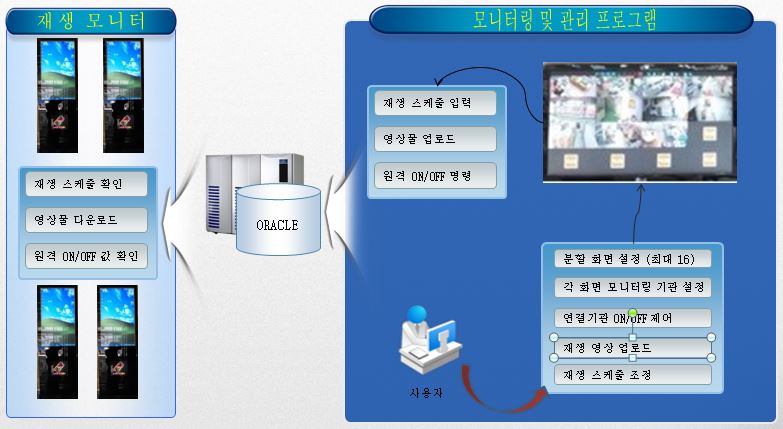 재생 모니터
모니터링 및 관리 프로그램
재생 스케줄 확인
영상물 다운로드
원격 ON/OFF 값 확인
ORACLE
재생 스케줄 입력
영상물 업로드
원격 ON/OFF 명령
분할 화면 설정 (최대 16)
각 화면 모니터링 기관 설정
연결기관 ON/OFF 제어
재생 영상 업로드
재생 스케줄 조정
사용자